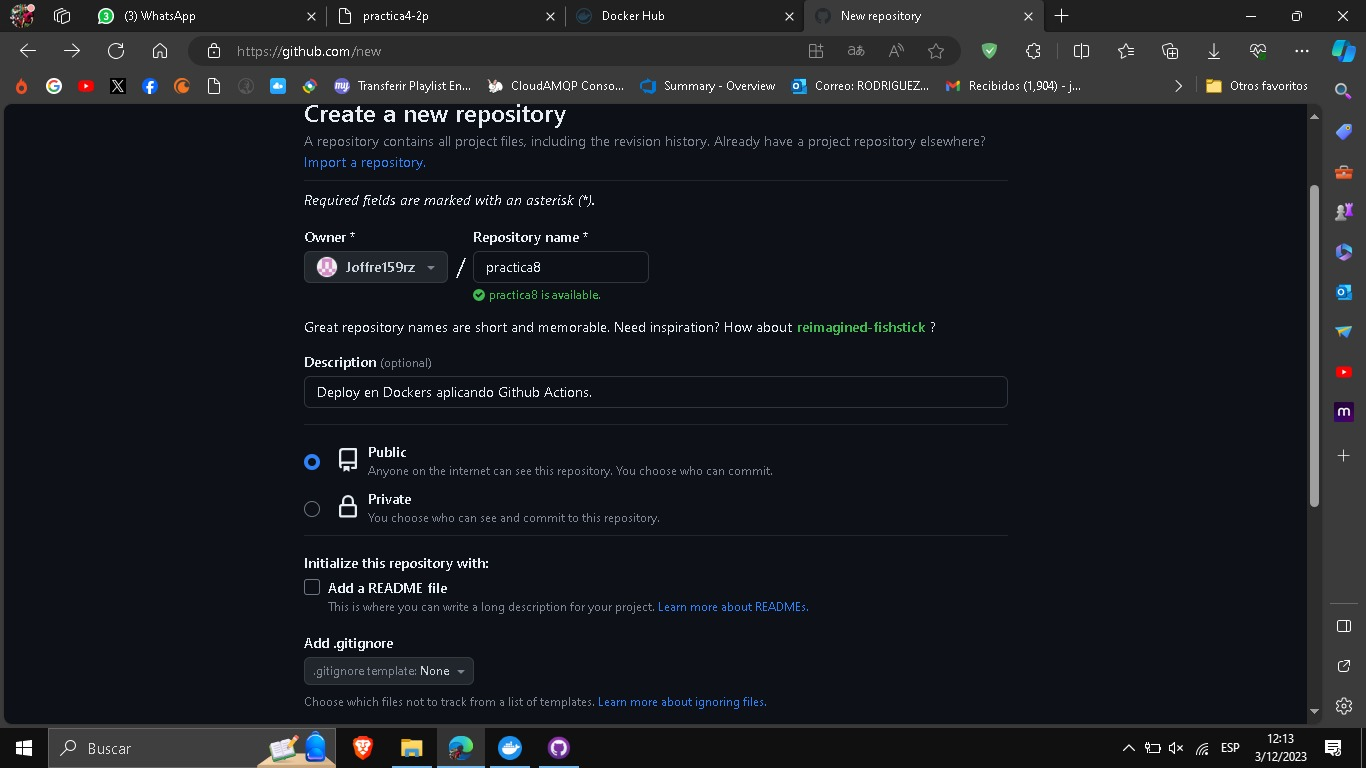 (3) WhatsApp
practica4-2p
Docker Hub
New repository
https://github.com/new
Transferir Playlist En...
CloudAMQP Conso...
Summary - Overview
Correo: RODRIGUEZ...
Recibidos (1,904) - j...
Otros favoritos
Create a new repository
A repository contains all project files, including the revision history. Already have a project repository elsewhere?
Import a repository.
Required fields are marked with an asterisk (*).
Owner *
Repository name *
Joffre159rz
/
practica8
practica8 is available.
Great repository names are short and memorable. Need inspiration? How about reimagined-fishstick ?
Description (optional)
Deploy en Dockers aplicando Github Actions.
Public
Anyone on the internet can see this repository. You choose who can commit.
Private
You choose who can see and commit to this repository.
Initialize this repository with:
Add a README file
This is where you can write a long description for your project. Learn more about READMEs.
Add .gitignore
.gitignore template: None
Choose which files not to track from a list of templates. Learn more about ignoring files.
Buscar
ESP
12:13
3/12/2023